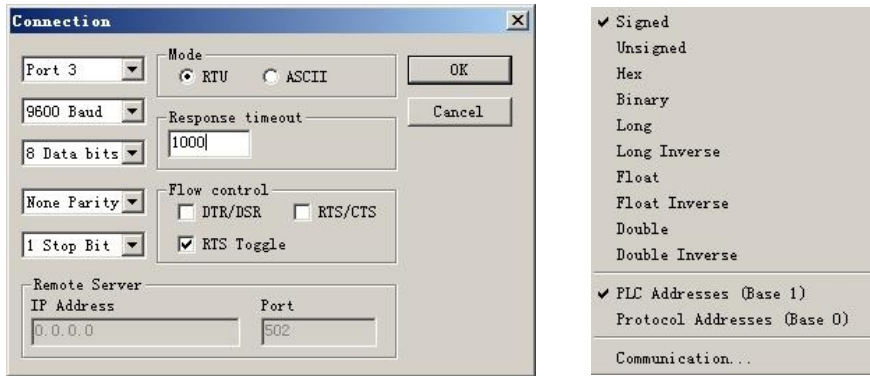 Connection
Port 3
9600 Baud
8 Data bits
None Parity
1 Stop Bit
Mode
RTU ASCII
Response timeout
1000
Flow control
DTR/DSR RTS/CTS
RTS Toggle
OK
Cancel
Remote Server
IP Address Port
0.0.0.0 502
Signed
Unsigned
Hex
Binary
Long
Long Inverse
Float
Float Inverse
Double
Double Inverse
PLC Addresses (Base 1)
Protocol Addresses (Base 0)
Communication...